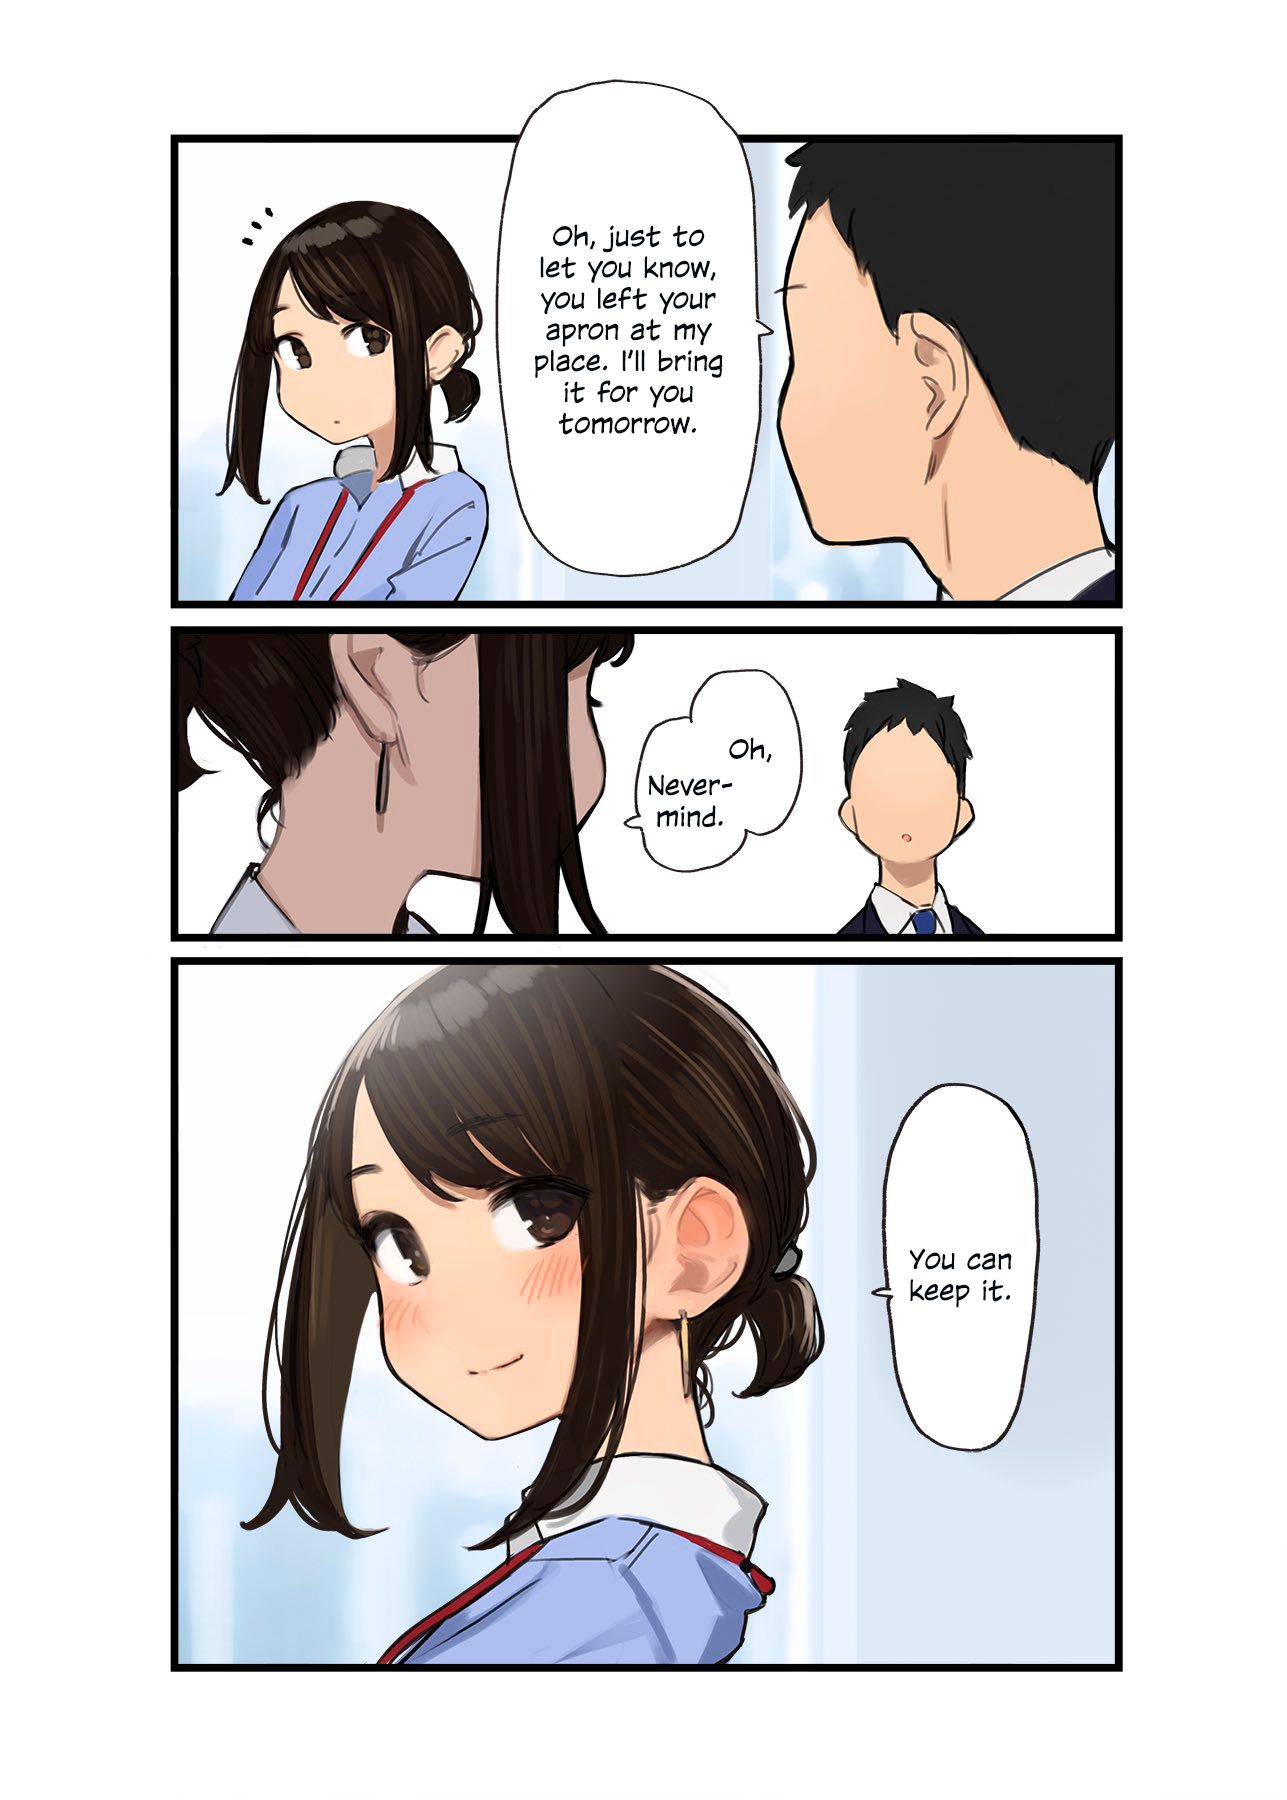 Oh, just to
let you know,
you left your
apron at my
place. I'll bring
it for you
tomorrow.
Oh,
Never-
mind.
You can
keep it.